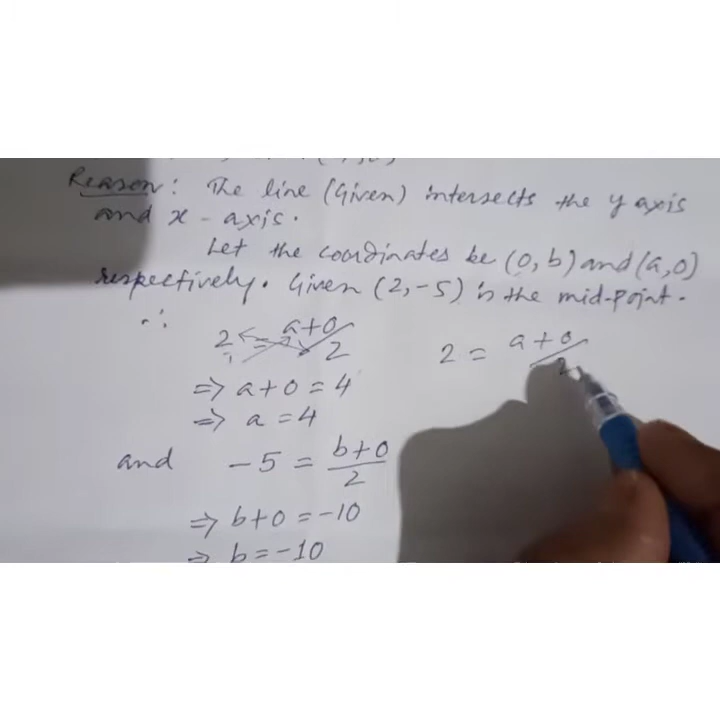 Reason: The line (Given) intersects the y axis
and x-axis.
Let the coordinates be (0, b) and (a, 0)
respectively. Given (2, -5) is the mid-point.
∴
2/1 = a+0/2
2 = a+0/2
=> a+0 = 4
=> a = 4
and -5 = b+0/2
=> b+0 = -10
=> b = -10